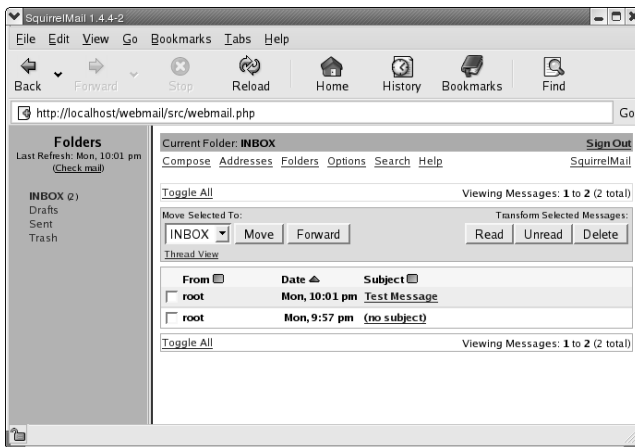 SquirrelMail 1.4.4-2
File Edit View Go Bookmarks Tabs Help
Back Forward Stop Reload Home History Bookmarks Find
http://localhost/webmail/src/webmail.php Go
Folders
Last Refresh: Mon, 10:01 pm
(Check mail)
INBOX (2)
Drafts
Sent
Trash
Current Folder: INBOX Sign Out
Compose Addresses Folders Options Search Help SquirrelMail
Toggle All Viewing Messages: 1 to 2 (2 total)
Move Selected To: Transform Selected Messages:
INBOX Move Forward Read Unread Delete
Thread View
From Date Subject
root Mon, 10:01 pm Test Message
root Mon, 9:57 pm (no subject)
Toggle All Viewing Messages: 1 to 2 (2 total)